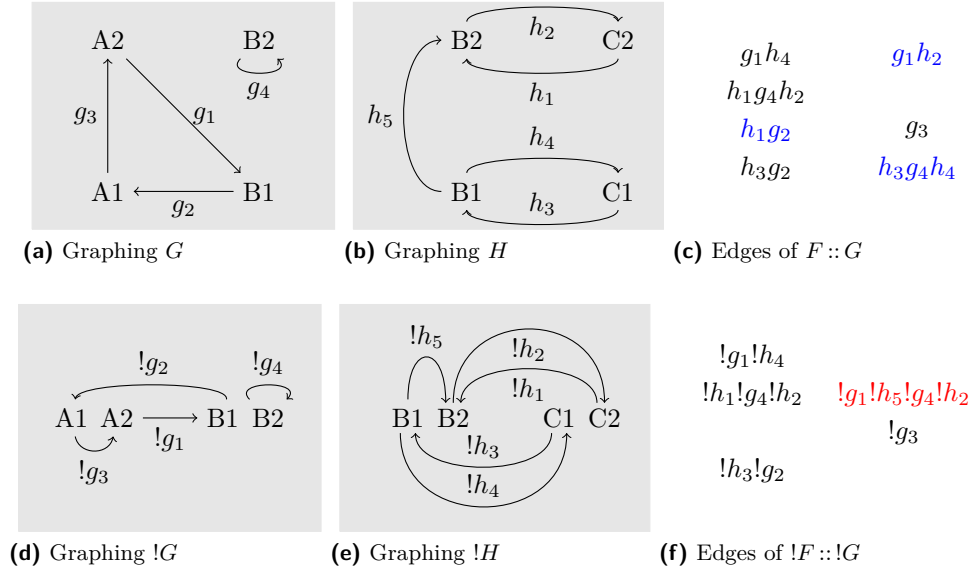 A2 B2
g₄
g₃ g₁
A1 B1
g₂
(a) Graphing G
B2 C2
h₂
h₁
h₅
h₄
B1 C1
h₃
(b) Graphing H
g₁h₄ g₁h₂
h₁g₄h₂
h₁g₂ g₃
h₃g₂ h₃g₄h₄
(c) Edges of F :: G
!g₂ !g₄
A1 A2 B1 B2
!g₁
!g₃
(d) Graphing !G
!h₅ !h₂
!h₁
B1 B2 C1 C2
!h₃
!h₄
(e) Graphing !H
!g₁!h₄
!h₁!g₄!h₂ !g₁!h₅!g₄!h₂
!g₃
!h₃!g₂
(f) Edges of !F :: !G